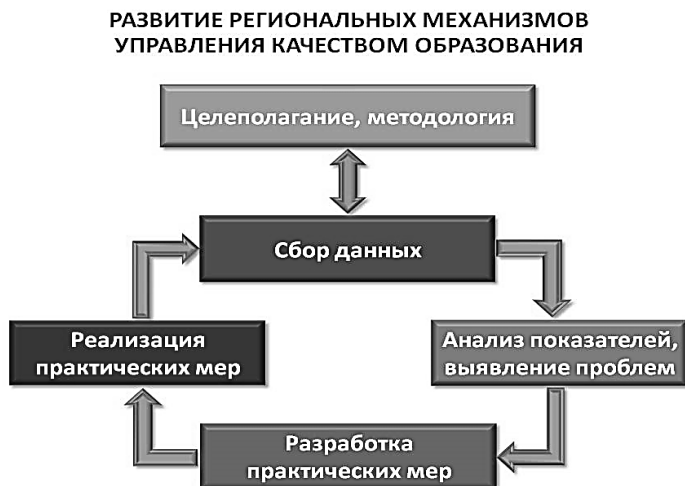 РАЗВИТИЕ РЕГИОНАЛЬНЫХ МЕХАНИЗМОВ
УПРАВЛЕНИЯ КАЧЕСТВОМ ОБРАЗОВАНИЯ
Целеполагание, методология
Сбор данных
Анализ показателей,
выявление проблем
Разработка
практических мер
Реализация
практических мер